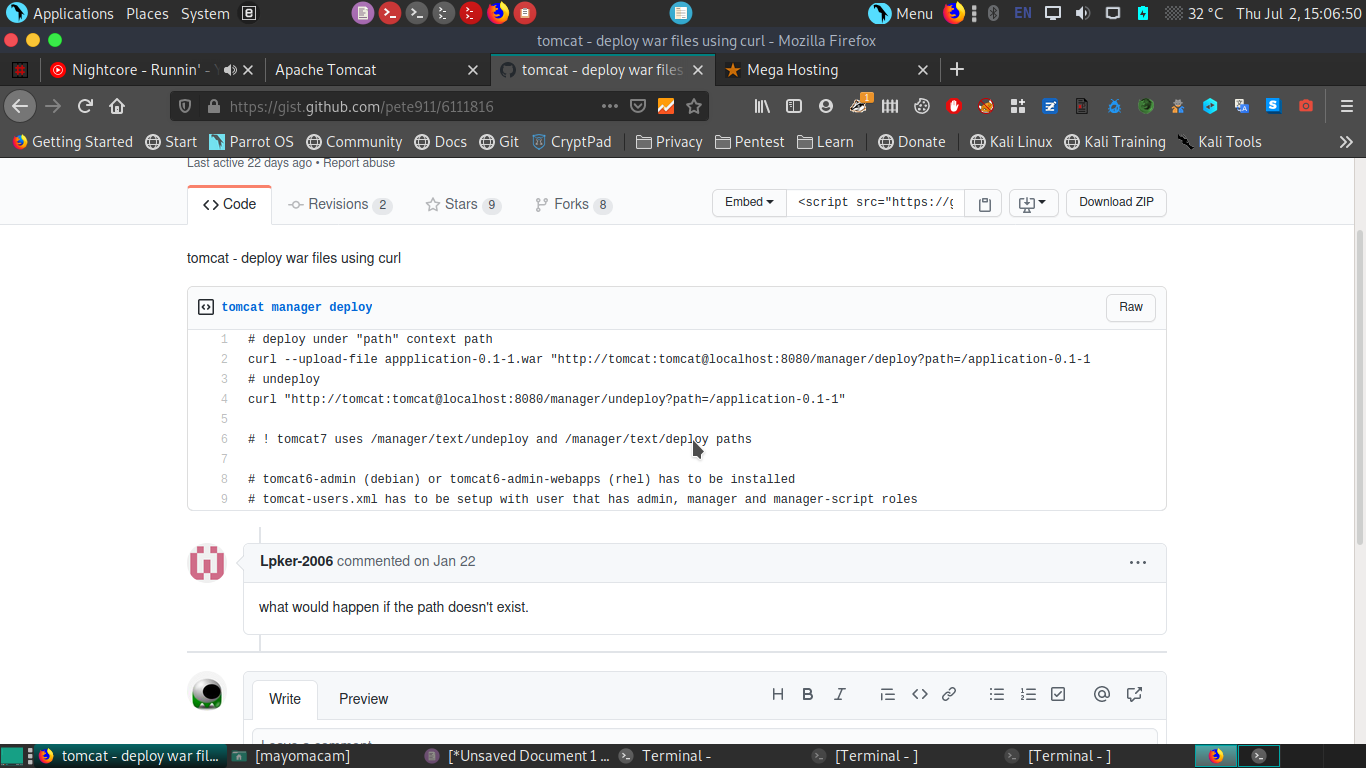 Applications Places System
Menu EN 32 °C Thu Jul 2, 15:06:50
tomcat - deploy war files using curl - Mozilla Firefox
Nightcore - Runnin' -
Apache Tomcat
tomcat - deploy war files
Mega Hosting
https://gist.github.com/pete911/6111816
1
Getting Started Start Parrot OS Community Docs Git CryptPad Privacy Pentest Learn Donate Kali Linux Kali Training Kali Tools
Last active 22 days ago • Report abuse
Code Revisions 2 Stars 9 Forks 8 Embed <script src="https://g Download ZIP
tomcat - deploy war files using curl
tomcat manager deploy Raw
1 # deploy under "path" context path
2 curl --upload-file appplication-0.1-1.war "http://tomcat:tomcat@localhost:8080/manager/deploy?path=/application-0.1-1
3 # undeploy
4 curl "http://tomcat:tomcat@localhost:8080/manager/undeploy?path=/application-0.1-1"
5
6 # ! tomcat7 uses /manager/text/undeploy and /manager/text/deploy paths
7
8 # tomcat6-admin (debian) or tomcat6-admin-webapps (rhel) has to be installed
9 # tomcat-users.xml has to be setup with user that has admin, manager and manager-script roles
Lpker-2006 commented on Jan 22
what would happen if the path doesn't exist.
Write Preview H B I
Leave a comment
tomcat - deploy war fil... [mayomacam] [*Unsaved Document 1 ... Terminal - [Terminal - ] [Terminal - ]